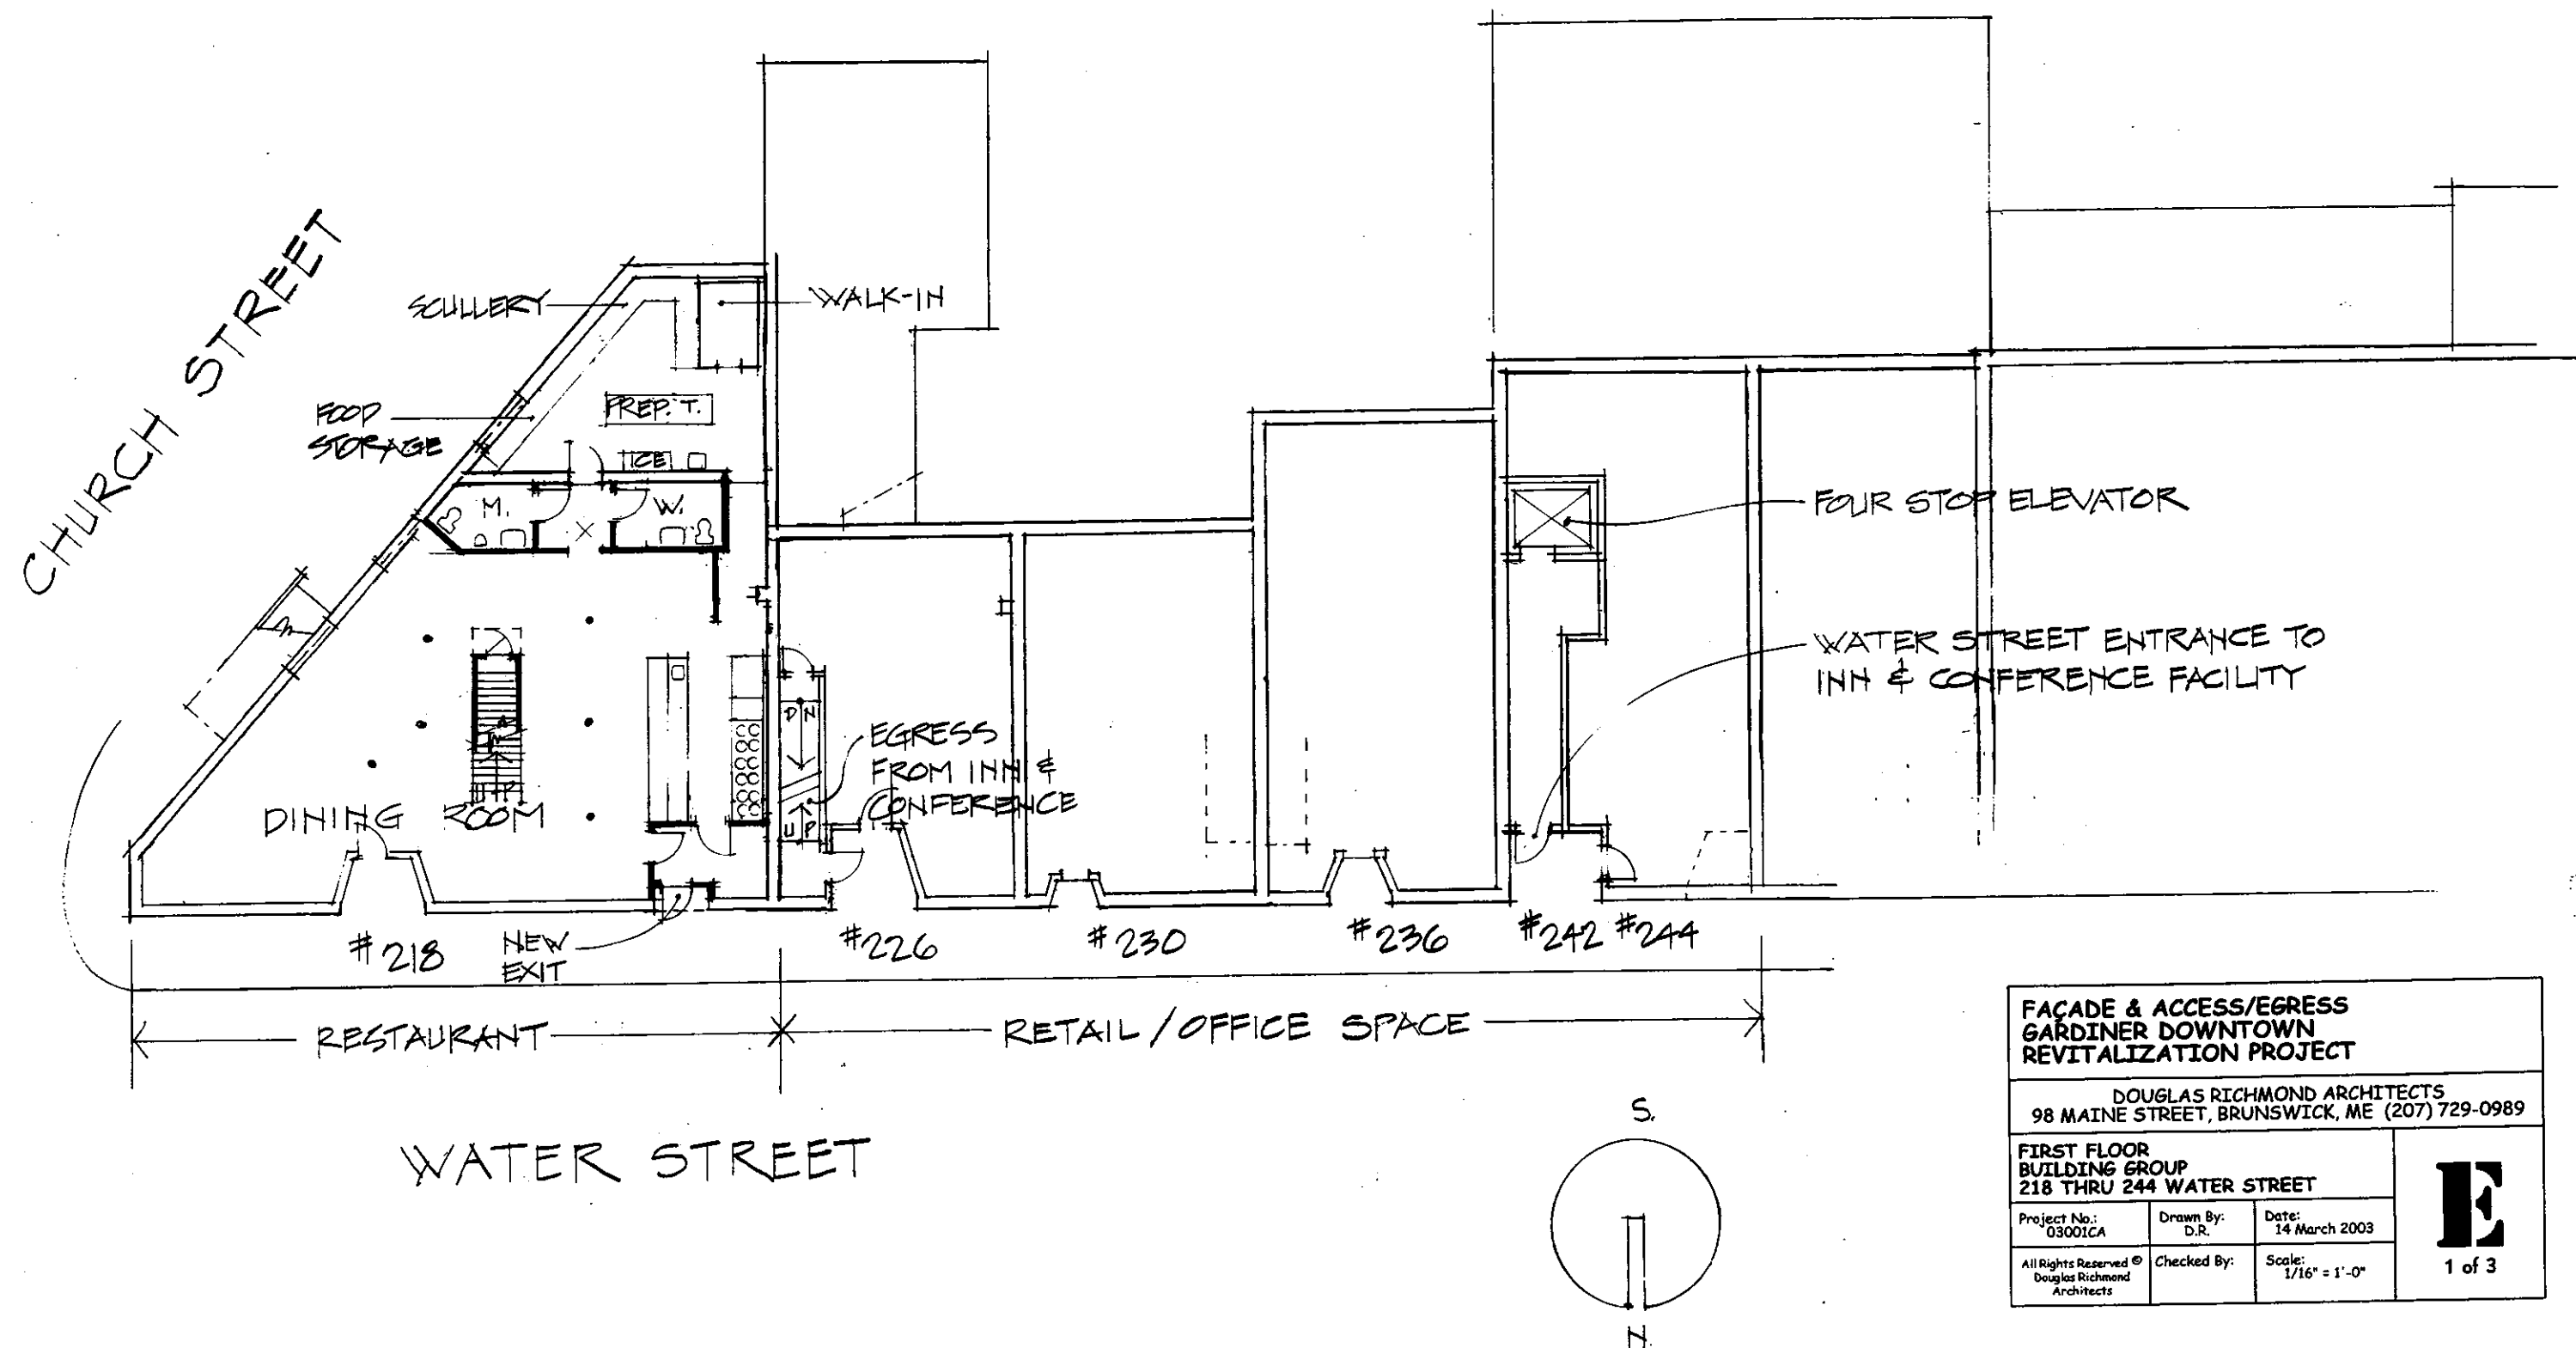 CHURCH STREET
SCULLERY
WALK-IN
FOOD
STORAGE
PREP. T.
ICE
M.
W.
FOUR STOP ELEVATOR
WATER STREET ENTRANCE TO
INN & CONFERENCE FACILITY
DN
EGRESS
FROM INN &
CONFERENCE
UP
UP
DINING ROOM
#218
NEW
EXIT
#226
#230
#236
#242
#244
RESTAURANT
RETAIL/OFFICE SPACE
WATER STREET
S.
N.
FAÇADE & ACCESS/EGRESS
GARDINER DOWNTOWN
REVITALIZATION PROJECT
DOUGLAS RICHMOND ARCHITECTS
98 MAINE STREET, BRUNSWICK, ME (207) 729-0989
FIRST FLOOR
BUILDING GROUP
218 THRU 244 WATER STREET
Project No.:
03001CA
Drawn By:
D.R.
Date:
14 March 2003
All Rights Reserved ©
Douglas Richmond
Architects
Checked By:
Scale:
1/16" = 1'-0"
E
1 of 3